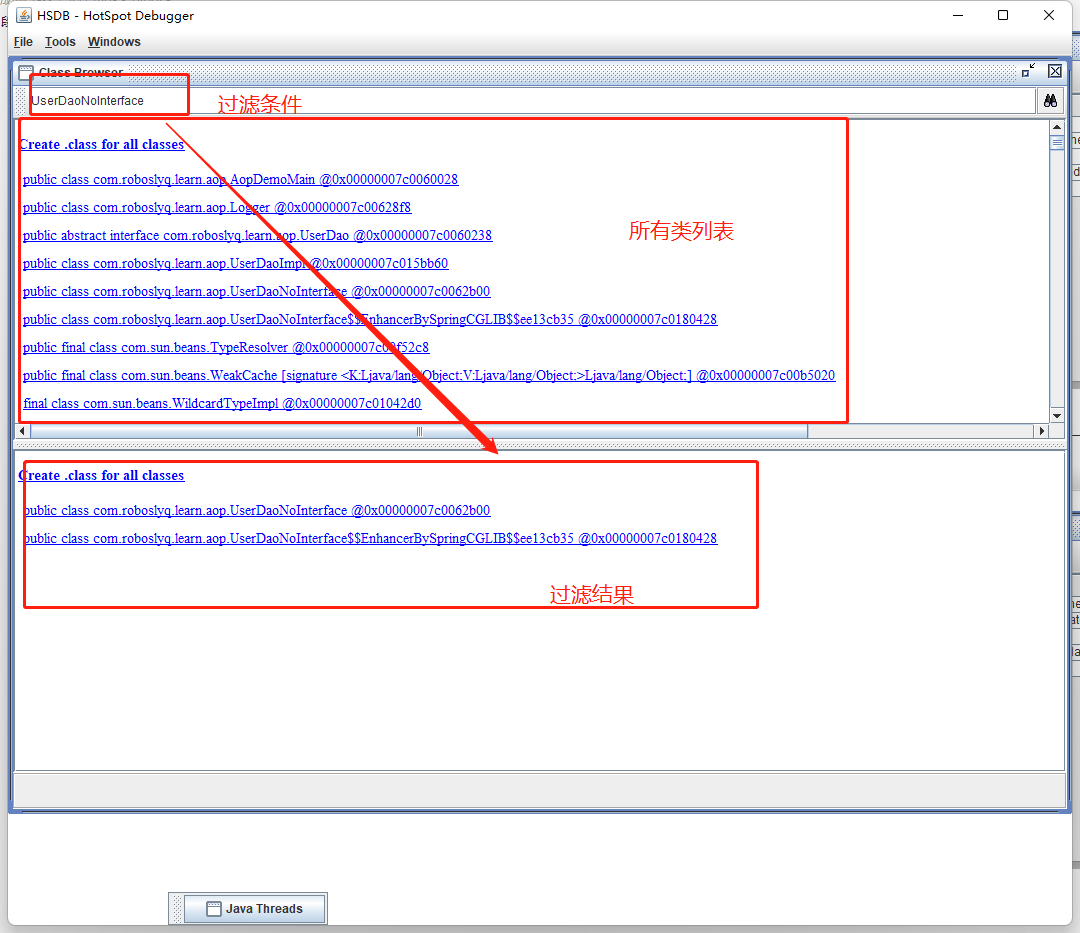 段
HSDB - HotSpot Debugger
File Tools Windows
Class Browser
UserDaoNoInterface
过滤条件
Create .class for all classes
public class com.roboslyq.learn.aop.AopDemoMain @0x00000007c0060028
public class com.roboslyq.learn.aop.Logger @0x00000007c00628f8
public abstract interface com.roboslyq.learn.aop.UserDao @0x00000007c0060238
所有类列表
public class com.roboslyq.learn.aop.UserDaoImpl @0x00000007c015bb60
public class com.roboslyq.learn.aop.UserDaoNoInterface @0x00000007c0062b00
public class com.roboslyq.learn.aop.UserDaoNoInterface$$EnhancerBySpringCGLIB$$ee13cb35 @0x00000007c0180428
public final class com.sun.beans.TypeResolver @0x00000007c00f52c8
public final class com.sun.beans.WeakCache [signature <K:Ljava/lang/Object;V:Ljava/lang/Object;>Ljava/lang/Object;] @0x00000007c00b5020
final class com.sun.beans.WildcardTypeImpl @0x00000007c01042d0
Create .class for all classes
public class com.roboslyq.learn.aop.UserDaoNoInterface @0x00000007c0062b00
public class com.roboslyq.learn.aop.UserDaoNoInterface$$EnhancerBySpringCGLIB$$ee13cb35 @0x00000007c0180428
过滤结果
Java Threads